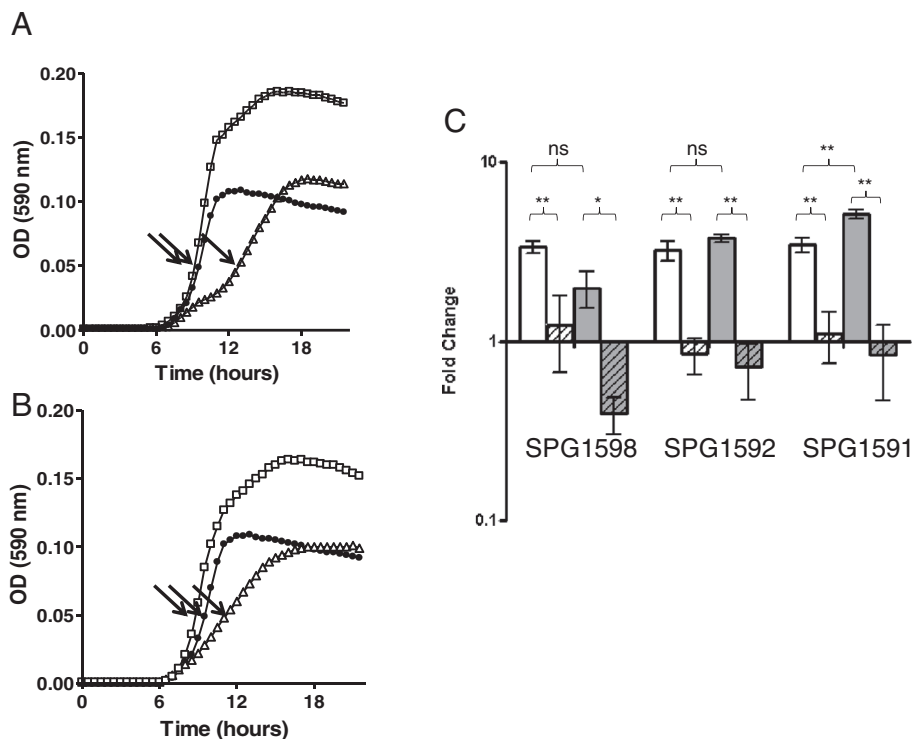 A
OD (590 nm)
0.20
0.15
0.10
0.05
0.00
0 6 12 18
Time (hours)
B
OD (590 nm)
0.20
0.15
0.10
0.05
0.00
0 6 12 18
Time (hours)
C
Fold Change
10
1
0.1
ns ns **
** * ** ** ** **
SPG1598 SPG1592 SPG1591